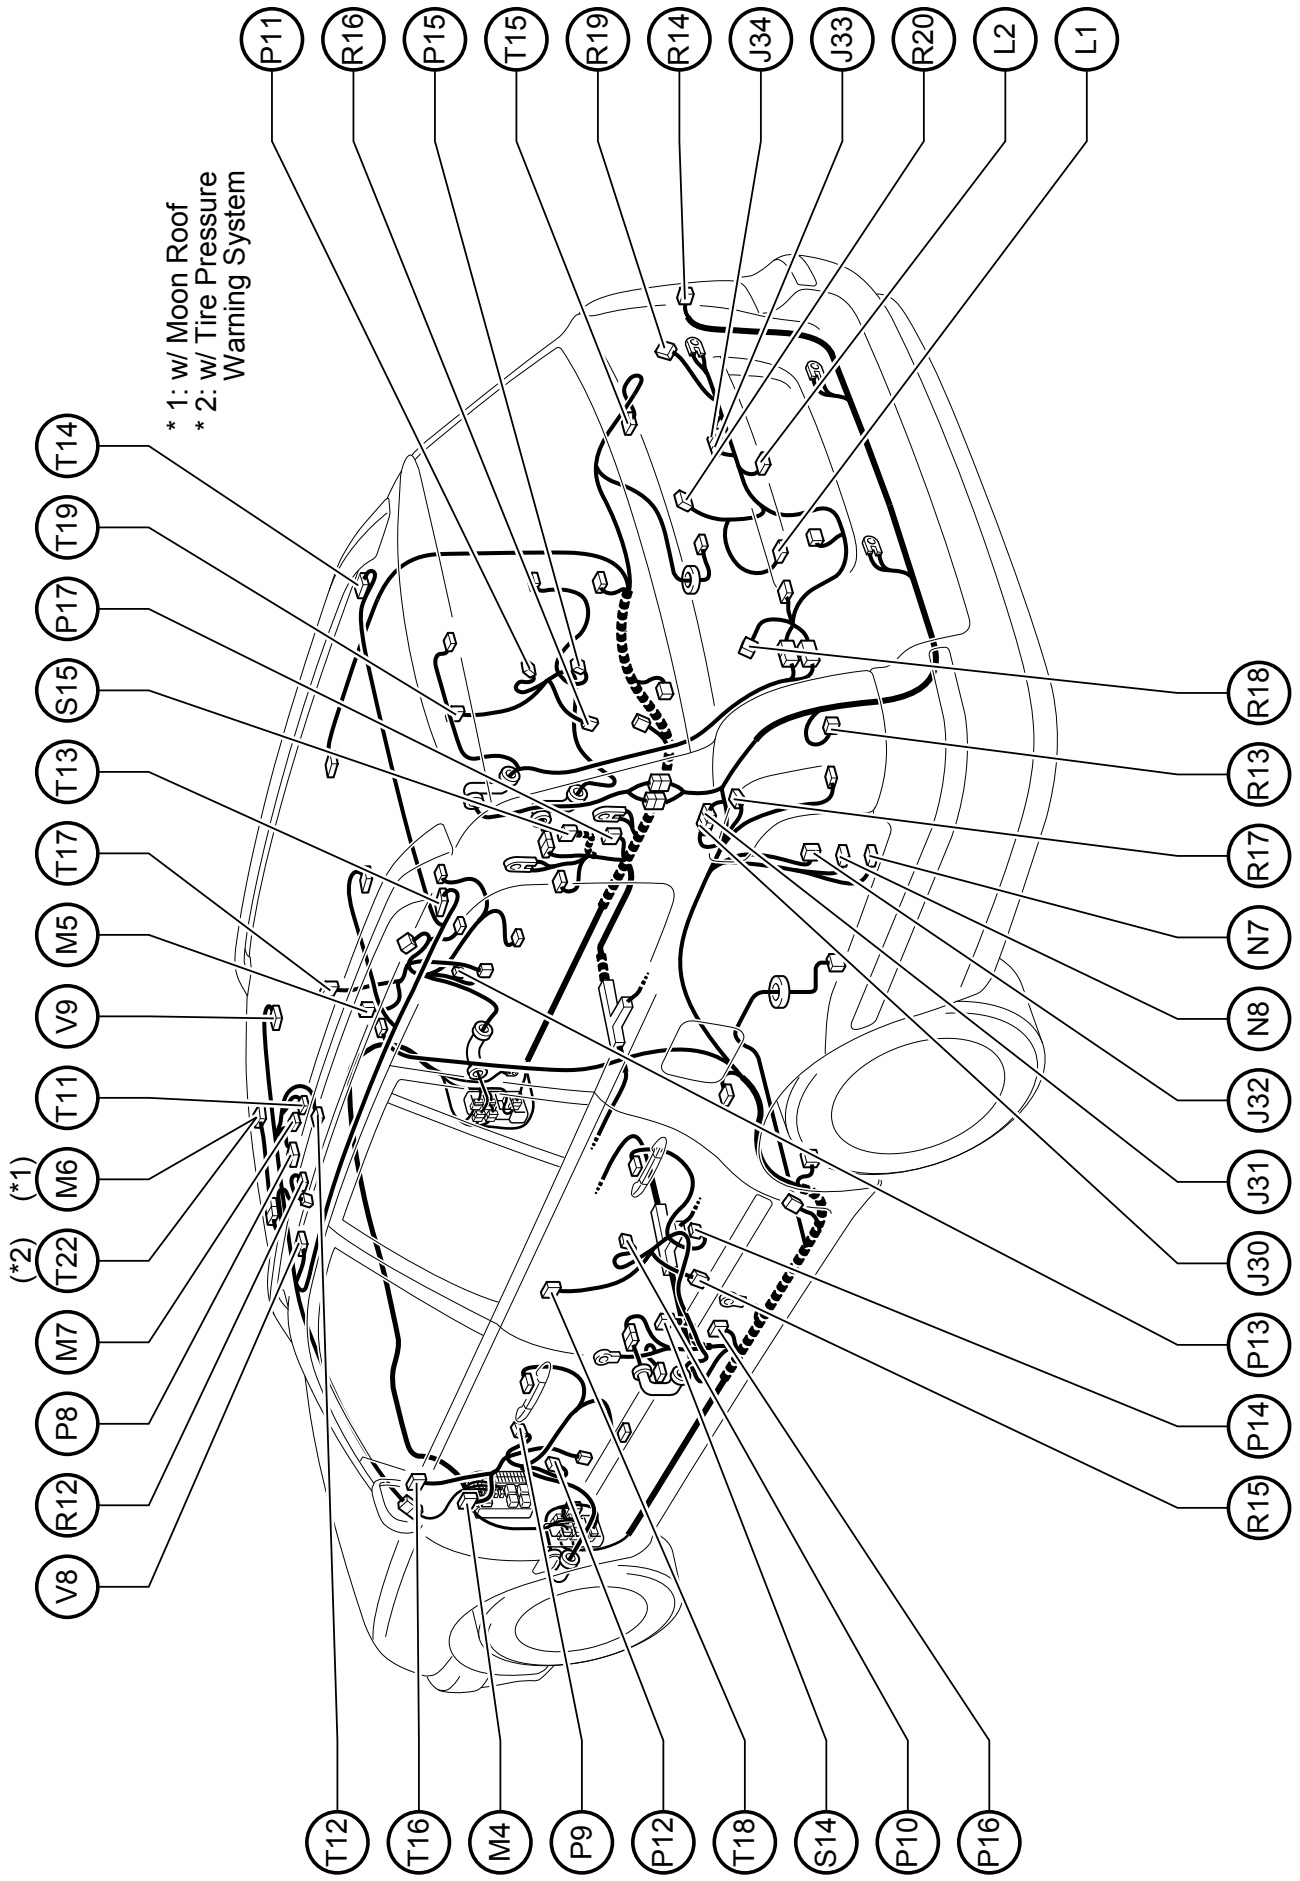 * 1: w/ Moon Roof
* 2: w/ Tire Pressure
Warning System
P11
R16
P15
T15
R19
R14
J34
J33
R20
L2
L1
T14
T19
P17
S15
T13
T17
M5
V9
T11
(*1)
M6
(*2)
T22
M7
P8
R12
V8
R18
R13
R17
N7
N8
J32
J31
J30
P13
P14
R15
T12
T16
M4
P9
P12
T18
S14
P10
P16